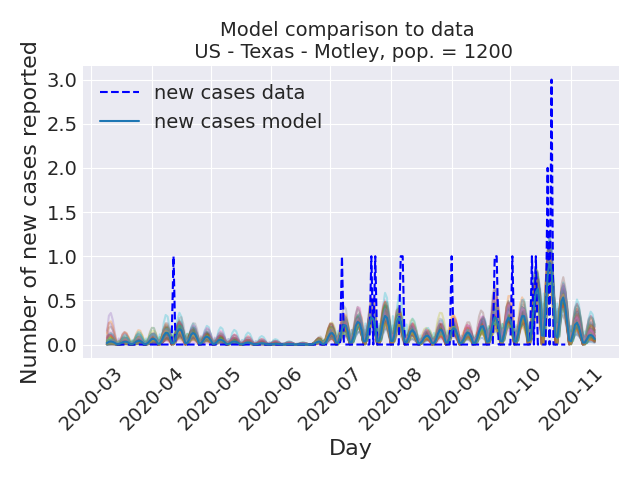 Model comparison to data
US - Texas - Motley, pop. = 1200
Number of new cases reported
3.0
2.5
2.0
1.5
1.0
0.5
0.0
new cases data
new cases model
2020-03
2020-04
2020-05
2020-06
2020-07
2020-08
2020-09
2020-10
2020-11
Day